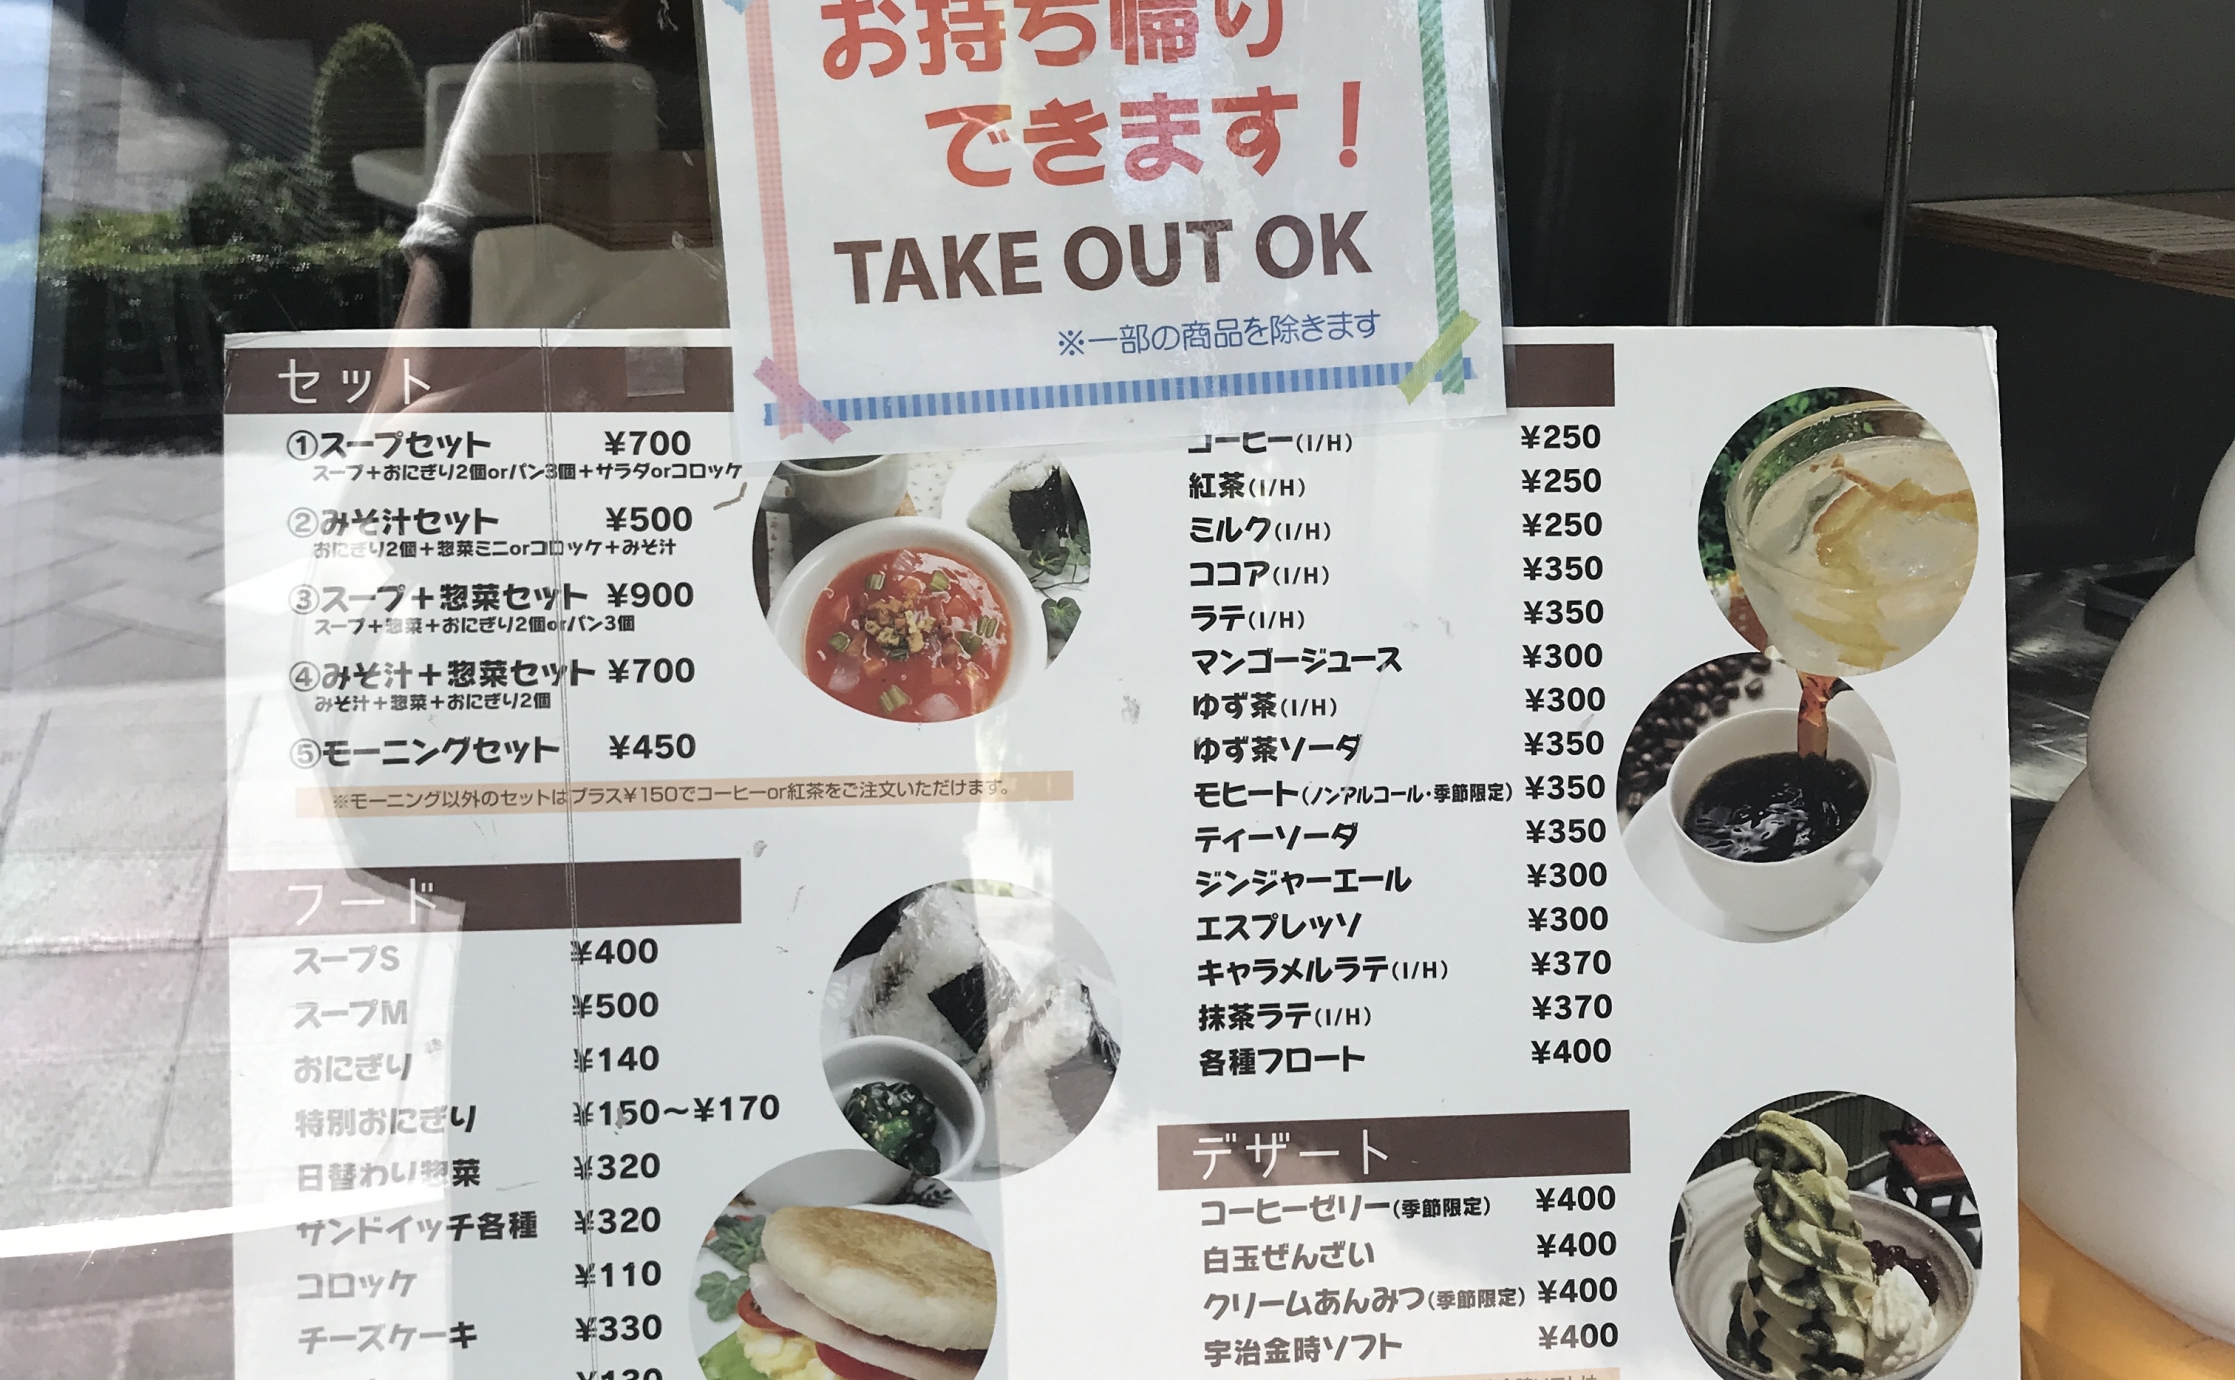 お持ち帰り
できます！
TAKE OUT OK
※一部の商品を除きます
セット
①スープセット ¥700
スープ＋おにぎり2個orパン3個＋サラダorコロッケ
②みそ汁セット ¥500
おにぎり2個＋惣菜ミニorコロッケ＋みそ汁
③スープ＋惣菜セット ¥900
スープ＋惣菜＋おにぎり2個orパン3個
④みそ汁＋惣菜セット ¥700
みそ汁＋惣菜＋おにぎり2個
⑤モーニングセット ¥450
※モーニング以外のセットはプラス¥150でコーヒーor紅茶をご注文いただけます。
フード
スープS ¥400
スープM ¥500
おにぎり ¥140
特別おにぎり ¥150～¥170
日替わり惣菜 ¥320
サンドイッチ各種 ¥320
コロッケ ¥110
チーズケーキ ¥330
コーヒー(I/H) ¥250
紅茶(I/H) ¥250
ミルク(I/H) ¥250
ココア(I/H) ¥350
ラテ(I/H) ¥350
マンゴージュース ¥300
ゆず茶(I/H) ¥300
ゆず茶ソーダ ¥350
モヒート(ノンアルコール・季節限定) ¥350
ティーソーダ ¥350
ジンジャーエール ¥300
エスプレッソ ¥300
キャラメルラテ(I/H) ¥370
抹茶ラテ(I/H) ¥370
各種フロート ¥400
デザート
コーヒーゼリー(季節限定) ¥400
白玉ぜんざい ¥400
クリームあんみつ(季節限定) ¥400
宇治金時ソフト ¥400